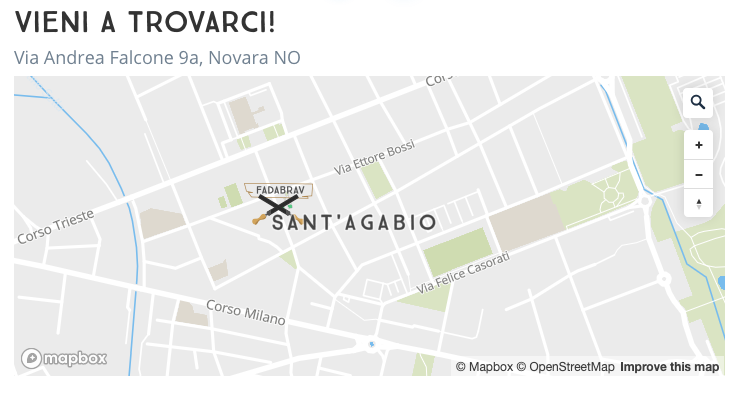 VIENI A TROVARCI!
Via Andrea Falcone 9a, Novara NO
Via Ettore Bossi
FADABRAV
Corso Trieste
SANT'AGABIO
Via Felice Casorati
Corso Milano
mapbox
© Mapbox © OpenStreetMap Improve this map